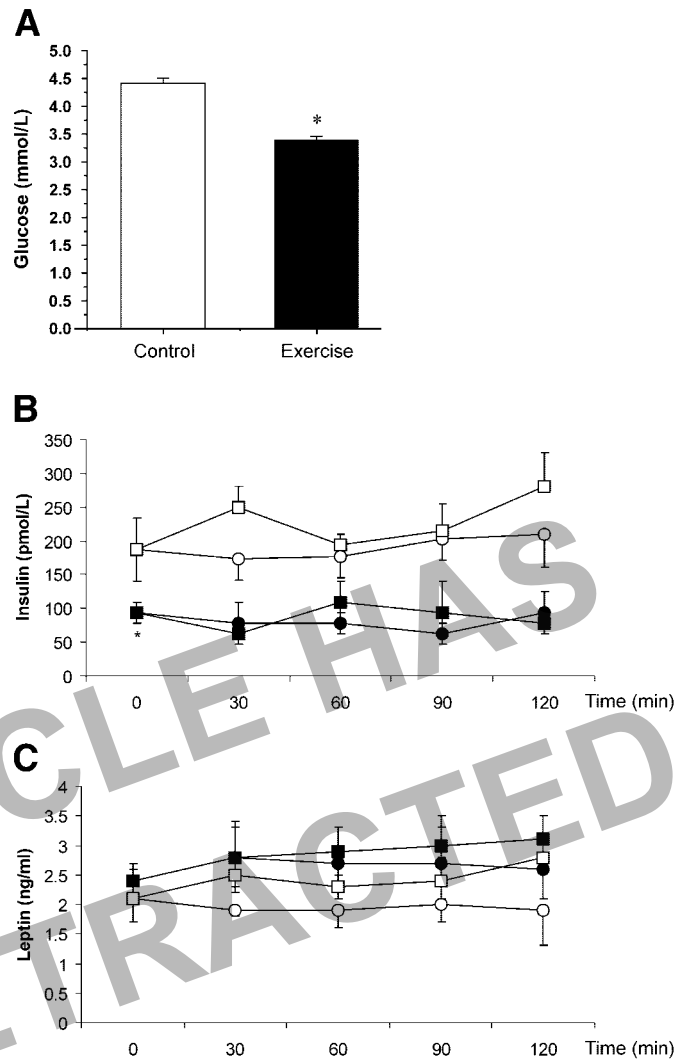 A
5.0
4.5
4.0
3.5
3.0
2.5
2.0
1.5
1.0
0.5
0.0
Glucose (mmol/L)
*
Control Exercise
B
350
300
250
200
150
100
50
0
Insulin (pmol/L)
*
0 30 60 90 120 Time (min)
C
4
3.5
3
2.5
2
1.5
1
0.5
0
Leptin (ng/ml)
0 30 60 90 120 Time (min)
CLE HAS
ETRACTED